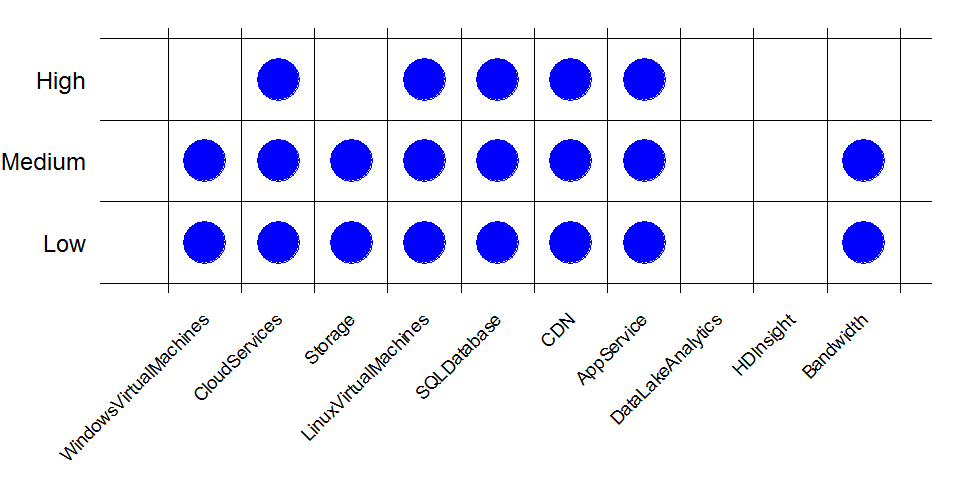 High
Medium
Low
WindowsVirtualMachines
CloudServices
Storage
LinuxVirtualMachines
SQLDatabase
CDN
AppService
DataLakeAnalytics
HDInsight
Bandwidth